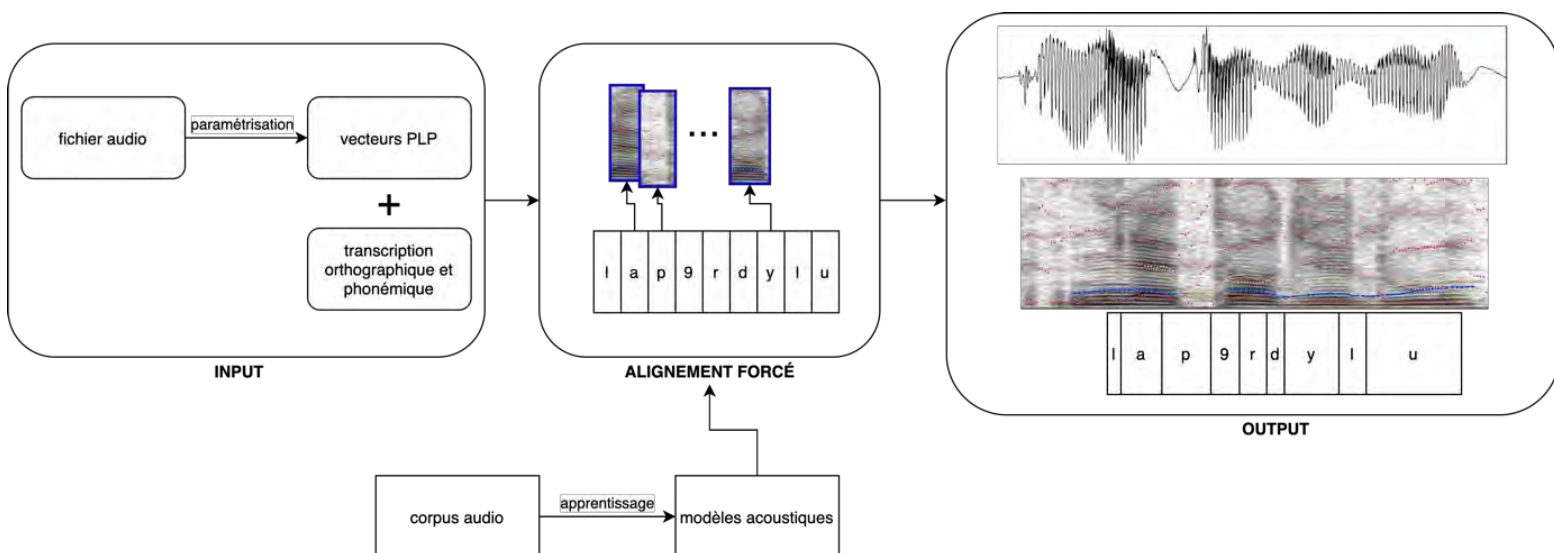 fichier audio
paramétrisation
vecteurs PLP
+
transcription
orthographique et
phonémique
INPUT
...
l a p 9 r d y l u
ALIGNEMENT FORCÉ
l a p 9 r d y l u
OUTPUT
corpus audio
apprentissage
modèles acoustiques